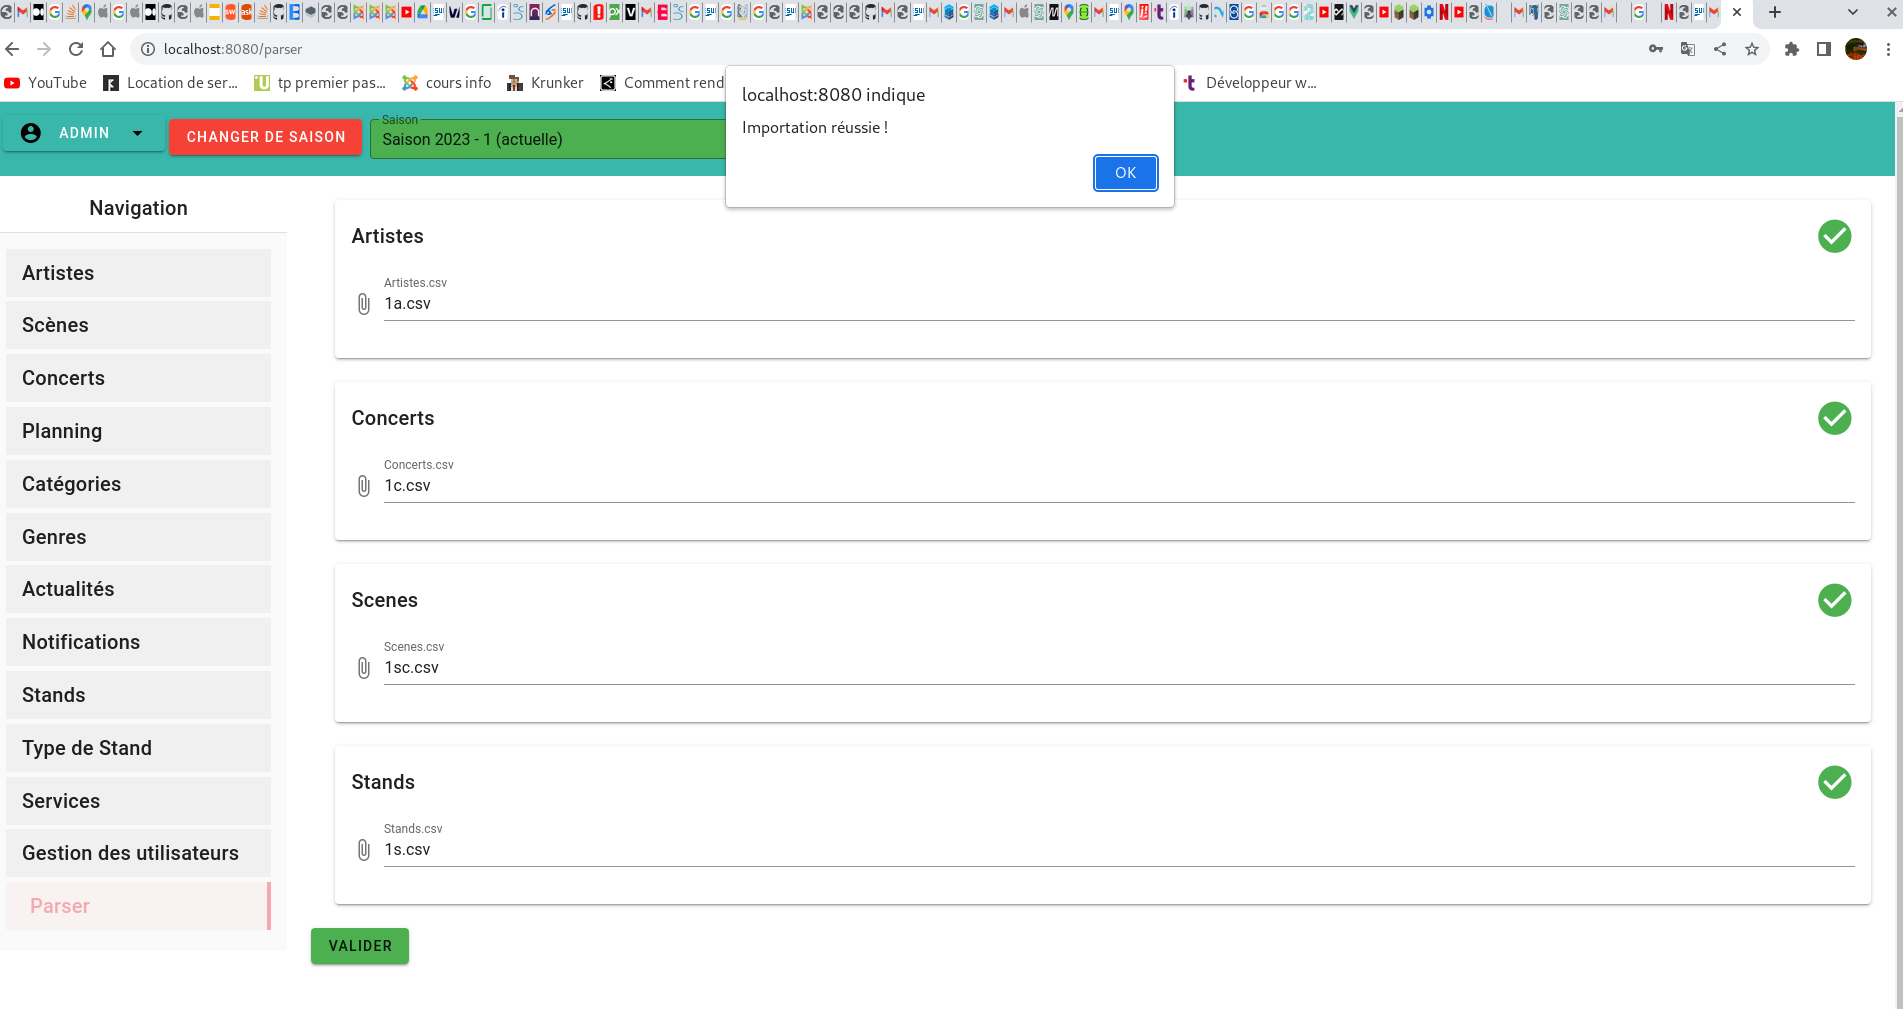 localhost:8080/parser
YouTube
Location de ser...
tp premier pas...
cours info
Krunker
Comment rend
Développeur w...
localhost:8080 indique
Importation réussie !
OK
ADMIN
CHANGER DE SAISON
Saison
Saison 2023 - 1 (actuelle)
Navigation
Artistes
Scènes
Concerts
Planning
Catégories
Genres
Actualités
Notifications
Stands
Type de Stand
Services
Gestion des utilisateurs
Parser
Artistes
Artistes.csv
1a.csv
Concerts
Concerts.csv
1c.csv
Scenes
Scenes.csv
1sc.csv
Stands
Stands.csv
1s.csv
VALIDER